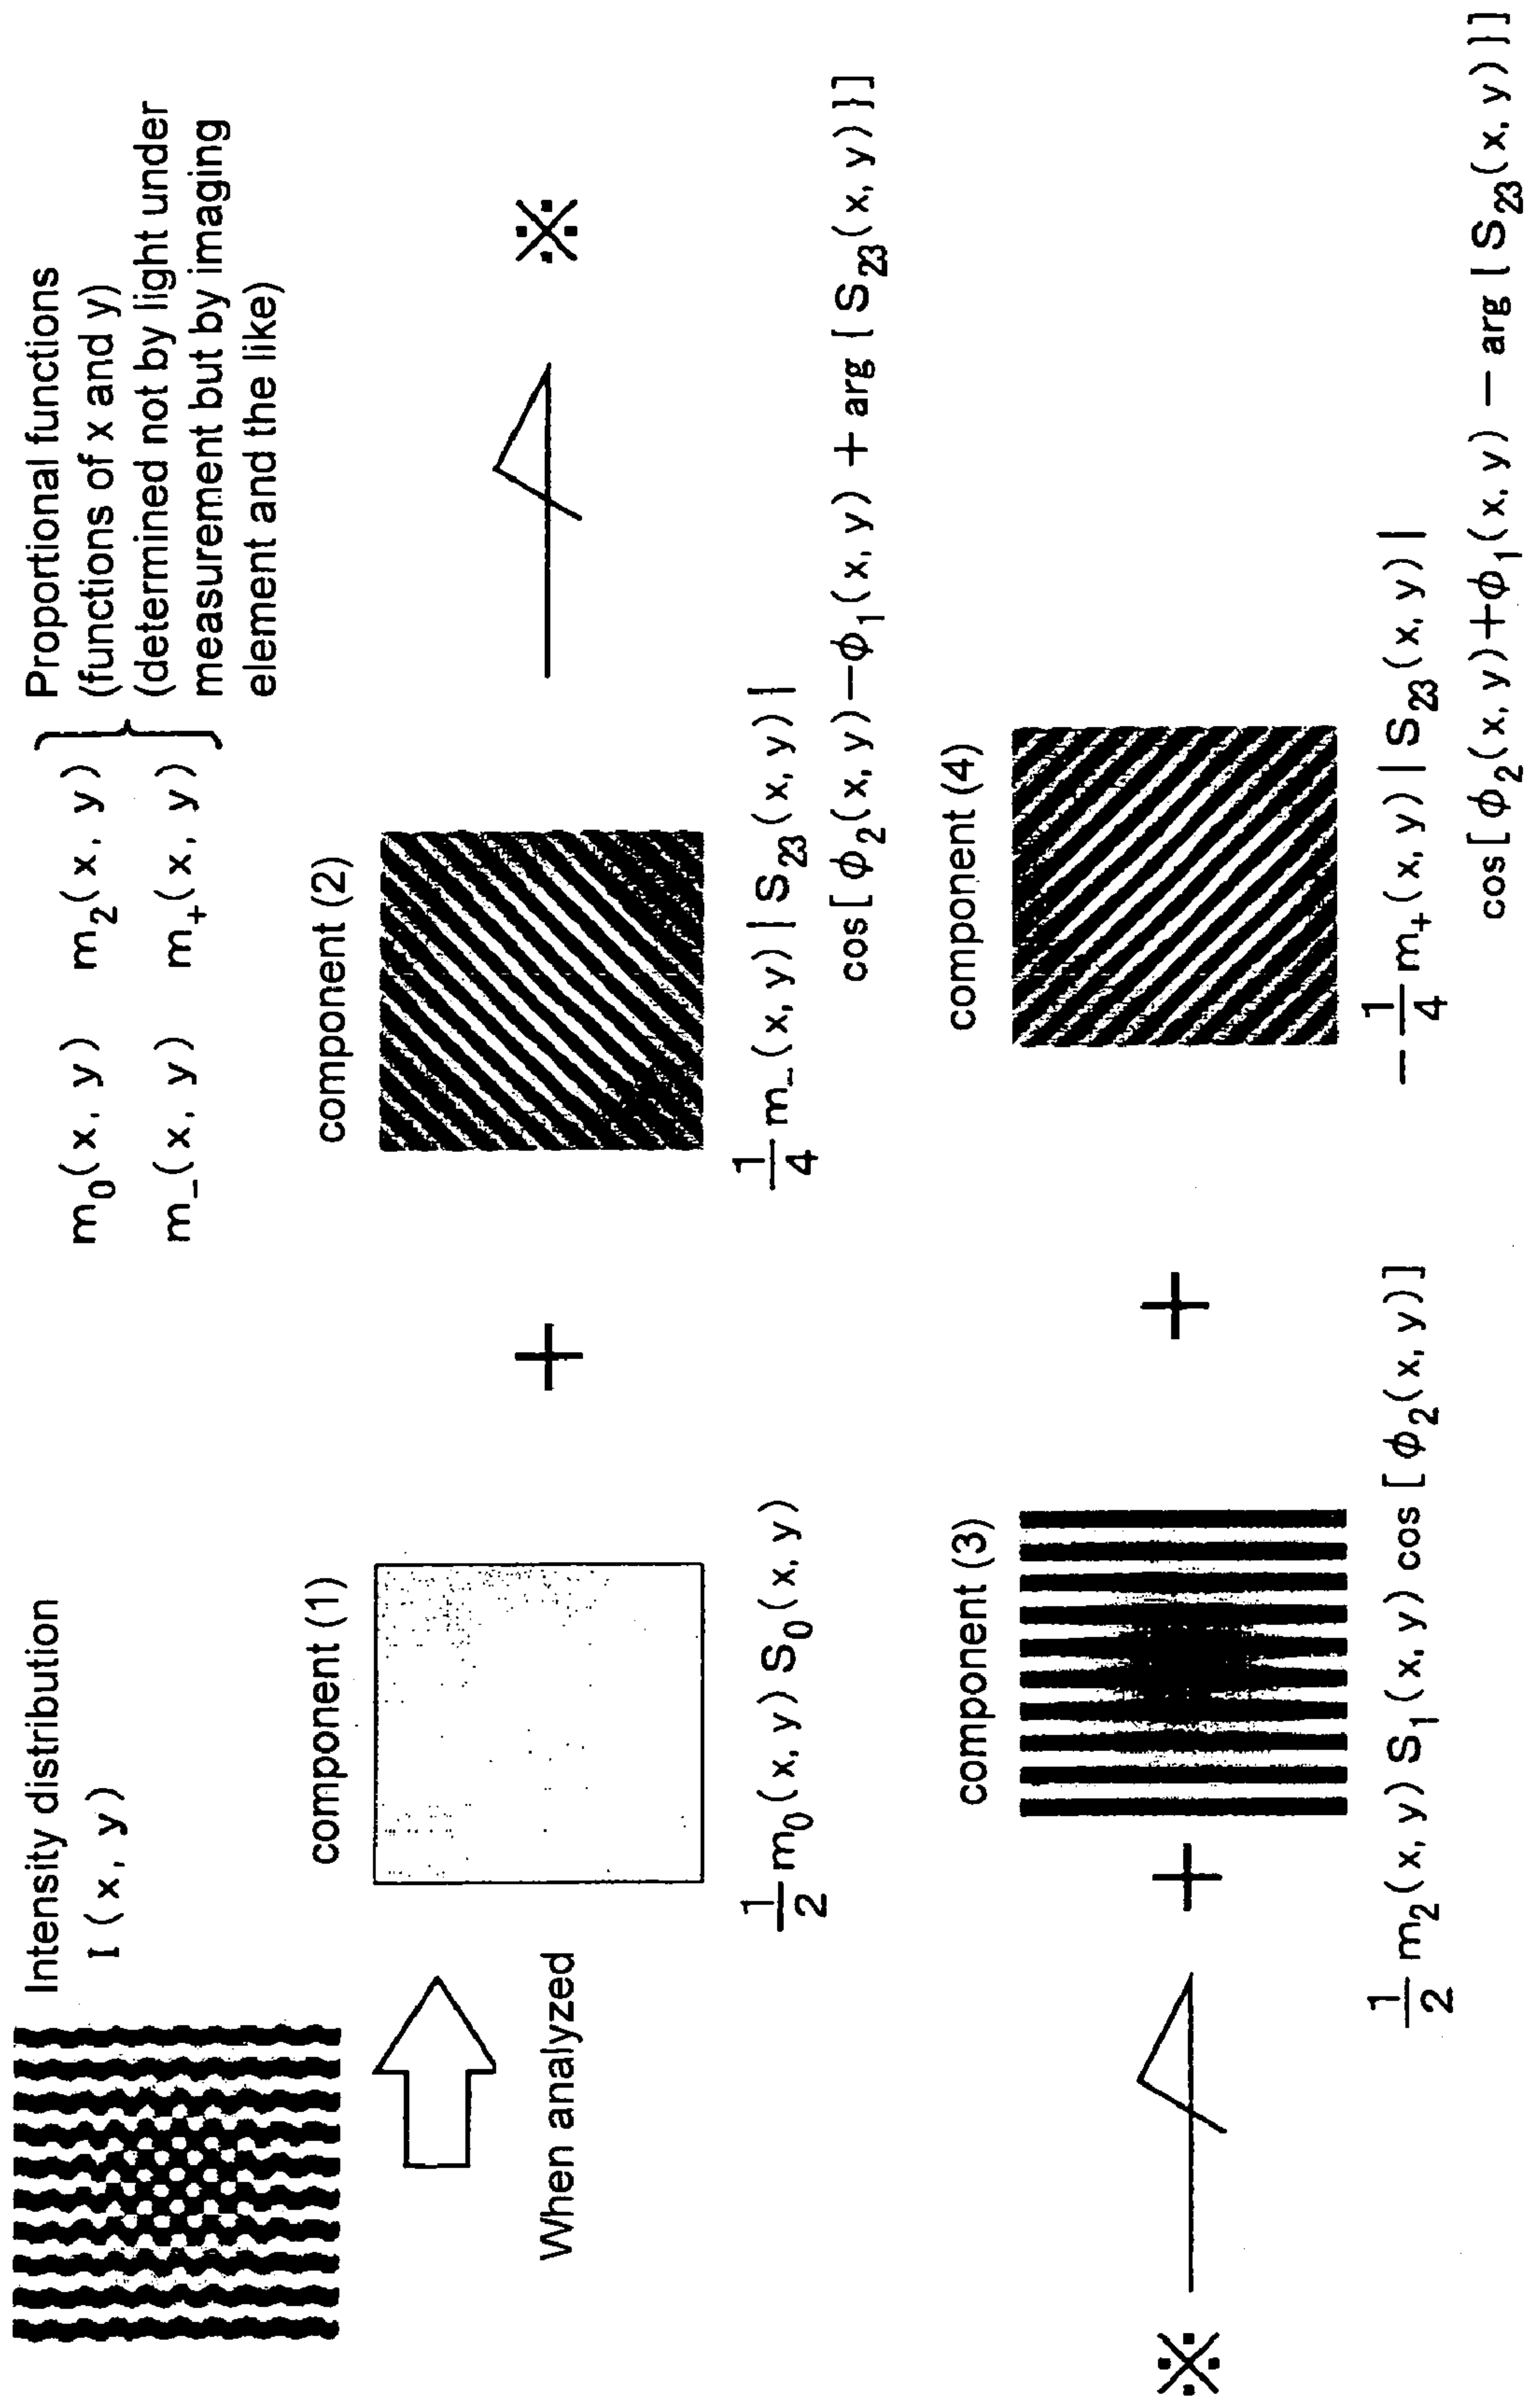 Intensity distribution
I(x, y)
m₀(x, y) m₂(x, y)
m₋(x, y) m₊(x, y)
Proportional functions
(functions of x and y)
(determined not by light under
measurement but by imaging
element and the like)
When analyzed
component (1)
1/2 m₀(x, y) S₀(x, y)
+
component (2)
1/4 m₋(x, y) | S₂₃(x, y) |
cos[ϕ₂(x, y)−ϕ₁(x, y) + arg{S₂₃(x, y)}]
※
※
+
component (3)
1/2 m₂(x, y) S₁(x, y) cos[ϕ₂(x, y)]
+
component (4)
−1/4 m₊(x, y) | S₂₃(x, y) |
cos[ϕ₂(x, y)+ϕ₁(x, y) − arg{S₂₃(x, y)}]